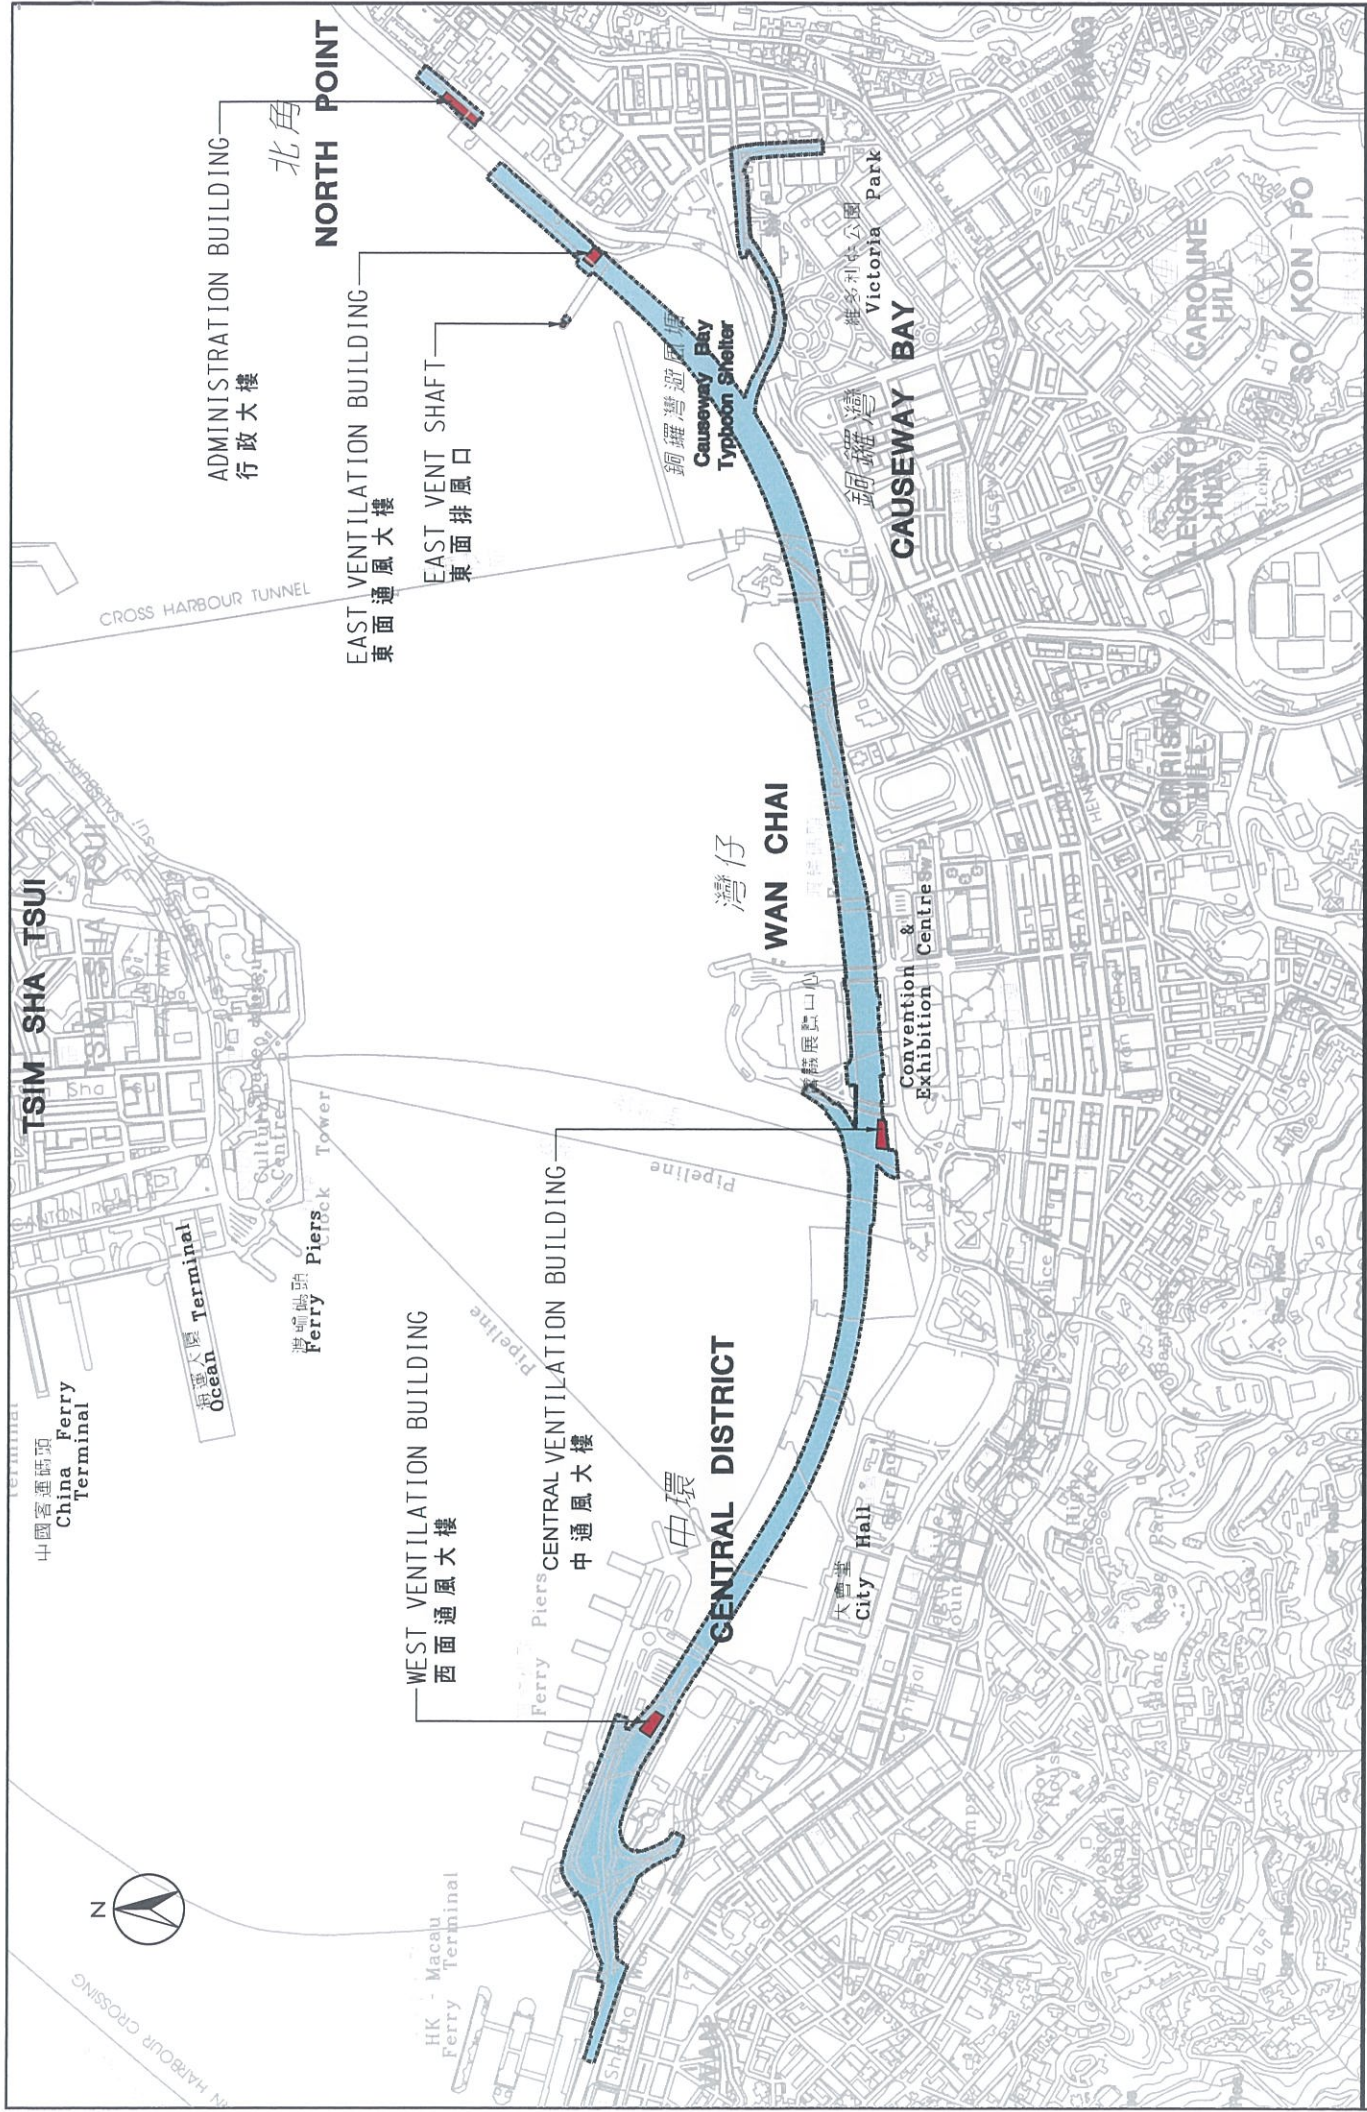 TSIM SHA TSUI
CROSS HARBOUR TUNNEL
SALISBURY ROAD
中國客運碼頭
China Ferry
Terminal
海運大廈
Ocean Terminal
Ferry Piers
Clock Tower
Cultural
Centre
Pipeline
Pipeline
N
HK - Macau
Ferry Terminal
Ferry Piers
WEST VENTILATION BUILDING
西面通風大樓
CENTRAL VENTILATION BUILDING
中通風大樓
EAST VENTILATION BUILDING
東面通風大樓
EAST VENT SHAFT
東面排風口
ADMINISTRATION BUILDING
行政大樓
北角
NORTH POINT
中環
CENTRAL DISTRICT
灣仔
WAN CHAI
銅鑼灣避風塘
Causeway Bay
Typhoon Shelter
銅鑼灣
CAUSEWAY BAY
維多利亞公園
Victoria Park
Convention &
Exhibition Centre
大會堂
City Hall
MORRISON
HILL
LEIGHTON
HILL
CAROLINE
HILL
SO KON PO